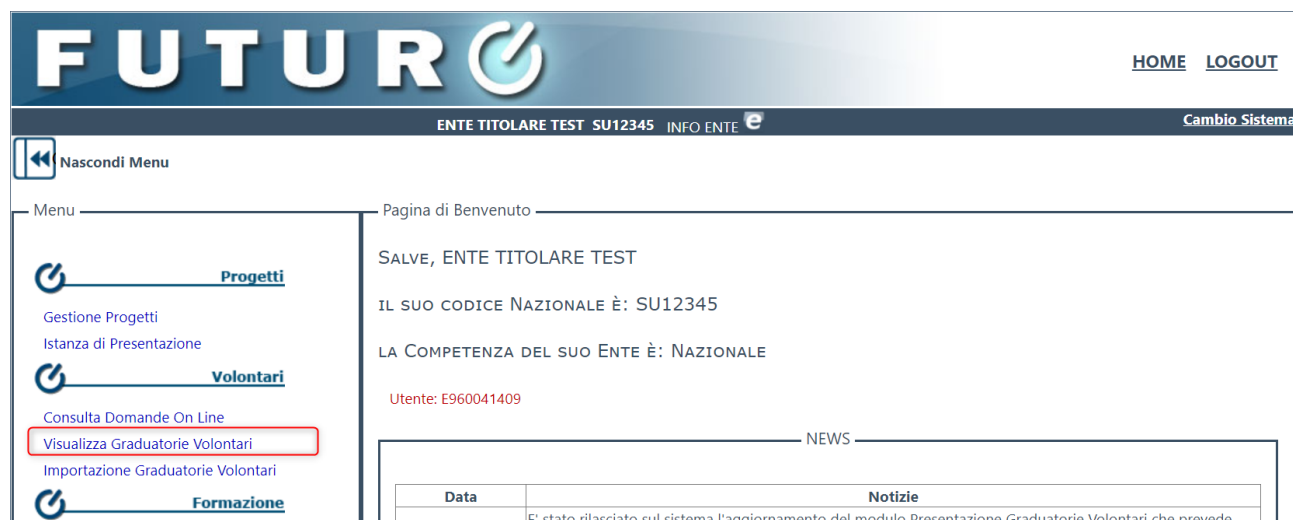 FUTURO
HOME LOGOUT
ENTE TITOLARE TEST SU12345 INFO ENTE
Cambio Sistema
Nascondi Menu
Menu
Progetti
Gestione Progetti
Istanza di Presentazione
Volontari
Consulta Domande On Line
Visualizza Graduatorie Volontari
Importazione Graduatorie Volontari
Formazione
Pagina di Benvenuto
SALVE, ENTE TITOLARE TEST
IL SUO CODICE NAZIONALE È: SU12345
LA COMPETENZA DEL SUO ENTE È: NAZIONALE
Utente: E960041409
NEWS
Data Notizie
E' stato rilasciato sul sistema l'aggiornamento del modulo Presentazione Graduatorie Volontari che prevede